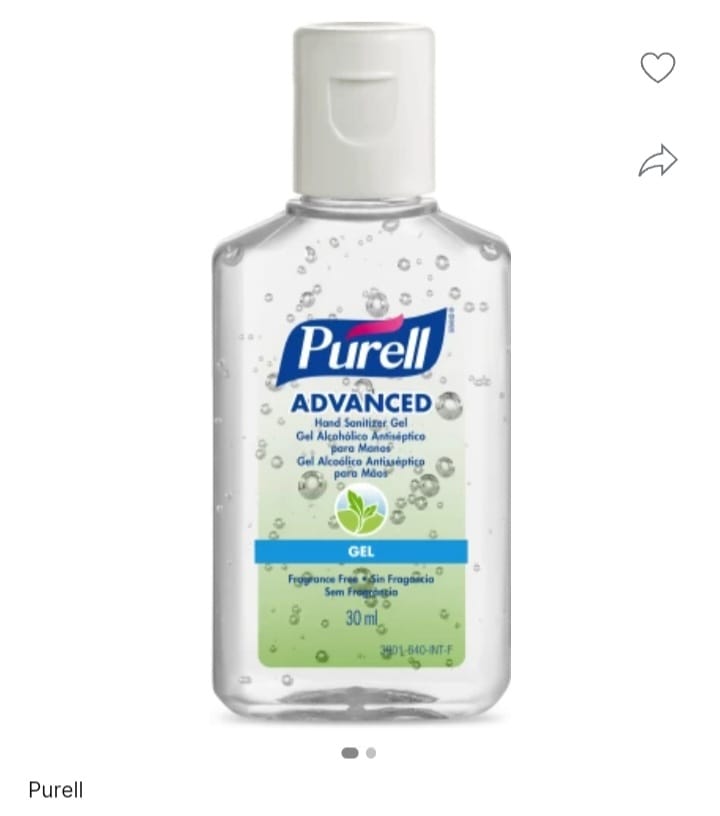 Purell
ADVANCED
Hand Sanitizer Gel
Gel Alcohólico Antiséptico
para Manos
Gel Alcoólico Antisséptico
para Mãos
GEL
Fragrance Free • Sin Fragancia
Sem Fragrância
30 ml
3901-640-INT-F
Purell